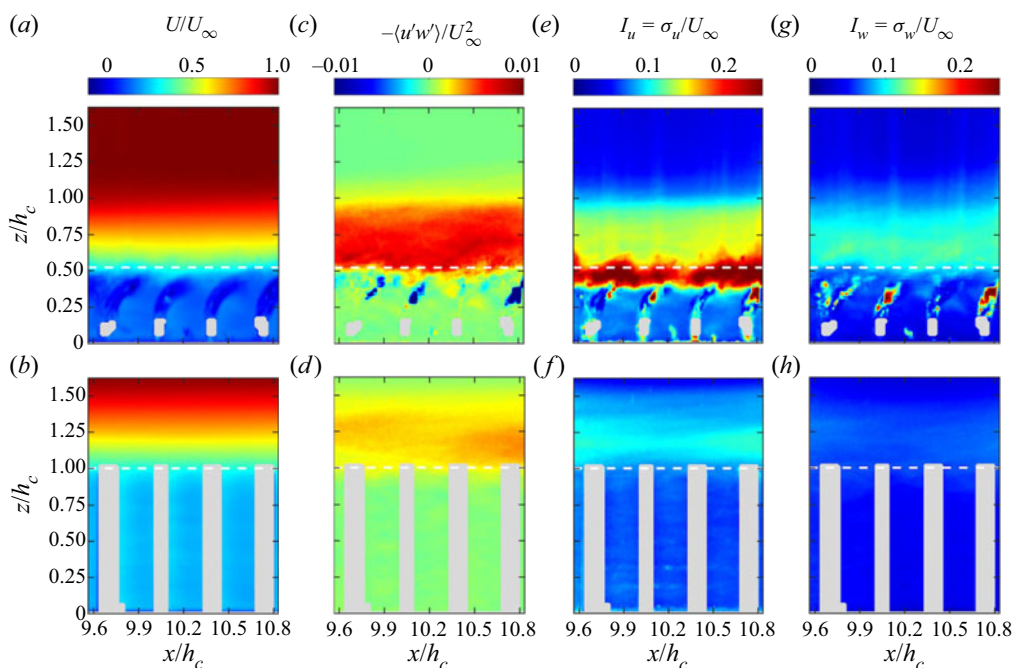 (a) U/U∞ (c) −⟨u′w′⟩/U²∞ (e) Iu = σu/U∞ (g) Iw = σw/U∞
0 0.5 1.0 −0.01 0 0.01 0 0.1 0.2 0 0.1 0.2
1.50
1.25
1.00
z/hc
0.75
0.50
0.25
0
(b) (d) (f) (h)
1.50
1.25
1.00
z/hc
0.75
0.50
0.25
0
9.6 9.9 10.2 10.5 10.8 9.6 9.9 10.2 10.5 10.8 9.6 9.9 10.2 10.5 10.8 9.6 9.9 10.2 10.5 10.8
x/hc x/hc x/hc x/hc